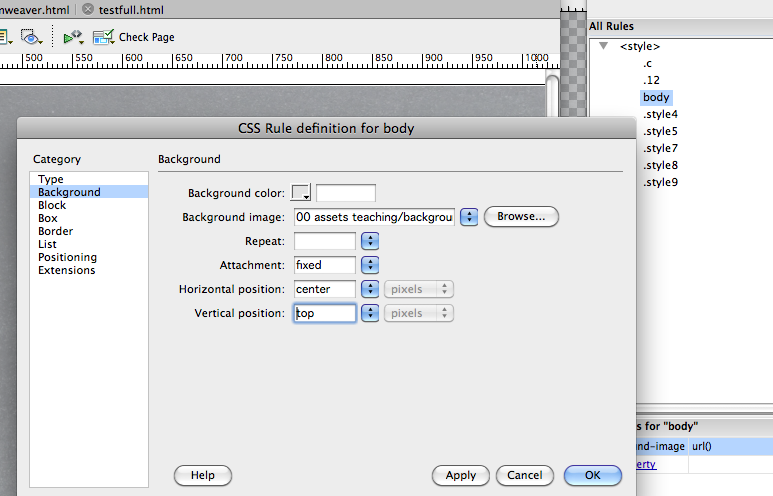 nweaver.html testfull.html
Check Page
500 550 600 650 700 750 800 850 900 950 1000
All Rules
<style>
.c
.12
body
.style4
.style5
.style7
.style8
.style9
CSS Rule definition for body
Category
Type
Background
Block
Box
Border
List
Positioning
Extensions
Background
Background color:
Background image: 00 assets teaching/backgrou Browse...
Repeat:
Attachment: fixed
Horizontal position: center pixels
Vertical position: top pixels
Help Apply Cancel OK
s for "body"
nd-image url()
erty